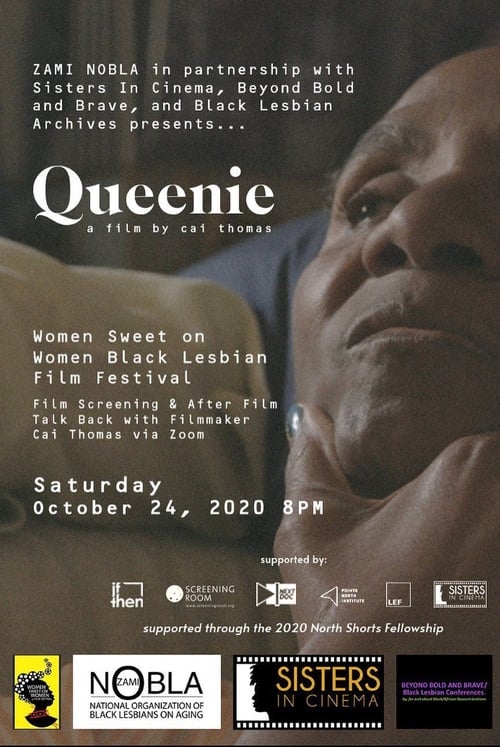 ZAMI NOBLA in partnership with
Sisters In Cinema, Beyond Bold
and Brave, and Black Lesbian
Archives presents...
Queenie
a film by cai thomas
Women Sweet on
Women Black Lesbian
Film Festival
Film Screening & After Film
Talk Back with Filmmaker
Cai Thomas via Zoom
Saturday
October 24, 2020 8PM
supported by:
if
then
SCREENING
ROOM
NEXT
DOC
POINTE
NORTH
INSTITUTE
LEF
SISTERS
IN CINEMA
supported through the 2020 North Shorts Fellowship
WOMEN
SWEET ON
WOMEN
ZAMI
NOBLA
NATIONAL ORGANIZATION OF
BLACK LESBIANS ON AGING
SISTERS
IN CINEMA
BEYOND BOLD AND BRAVE/
Black Lesbian Conferences.